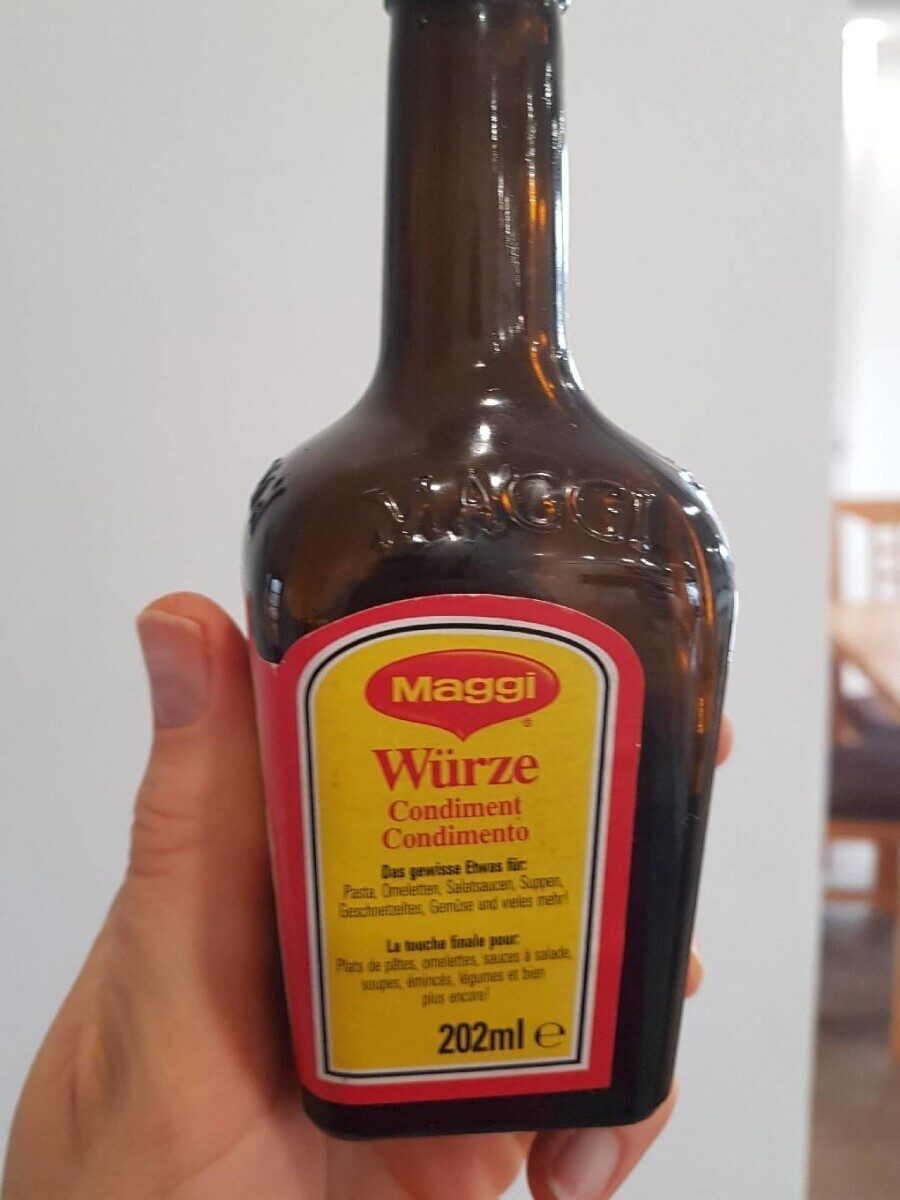 MAGGI
Maggi
®
Würze
Condiment
Condimento
Das gewisse Etwas für:
Pasta, Omeletten, Salatsaucen, Suppen,
Geschnetzeltes, Gemüse und vieles mehr!
La touche finale pour:
Plats de pâtes, omelettes, sauces à salade,
soupes, émincés, légumes et bien
plus encore!
202ml ℮